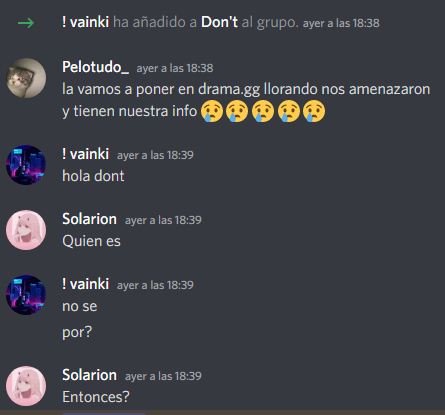 ! vainki ha añadido a Don't al grupo. ayer a las 18:38
Pelotudo_ ayer a las 18:38
la vamos a poner en drama.gg llorando nos amenazaron
y tienen nuestra info 😢😢😢😢😢
! vainki ayer a las 18:39
hola dont
Solarion ayer a las 18:39
Quien es
! vainki ayer a las 18:39
no se
por?
Solarion ayer a las 18:39
Entonces?